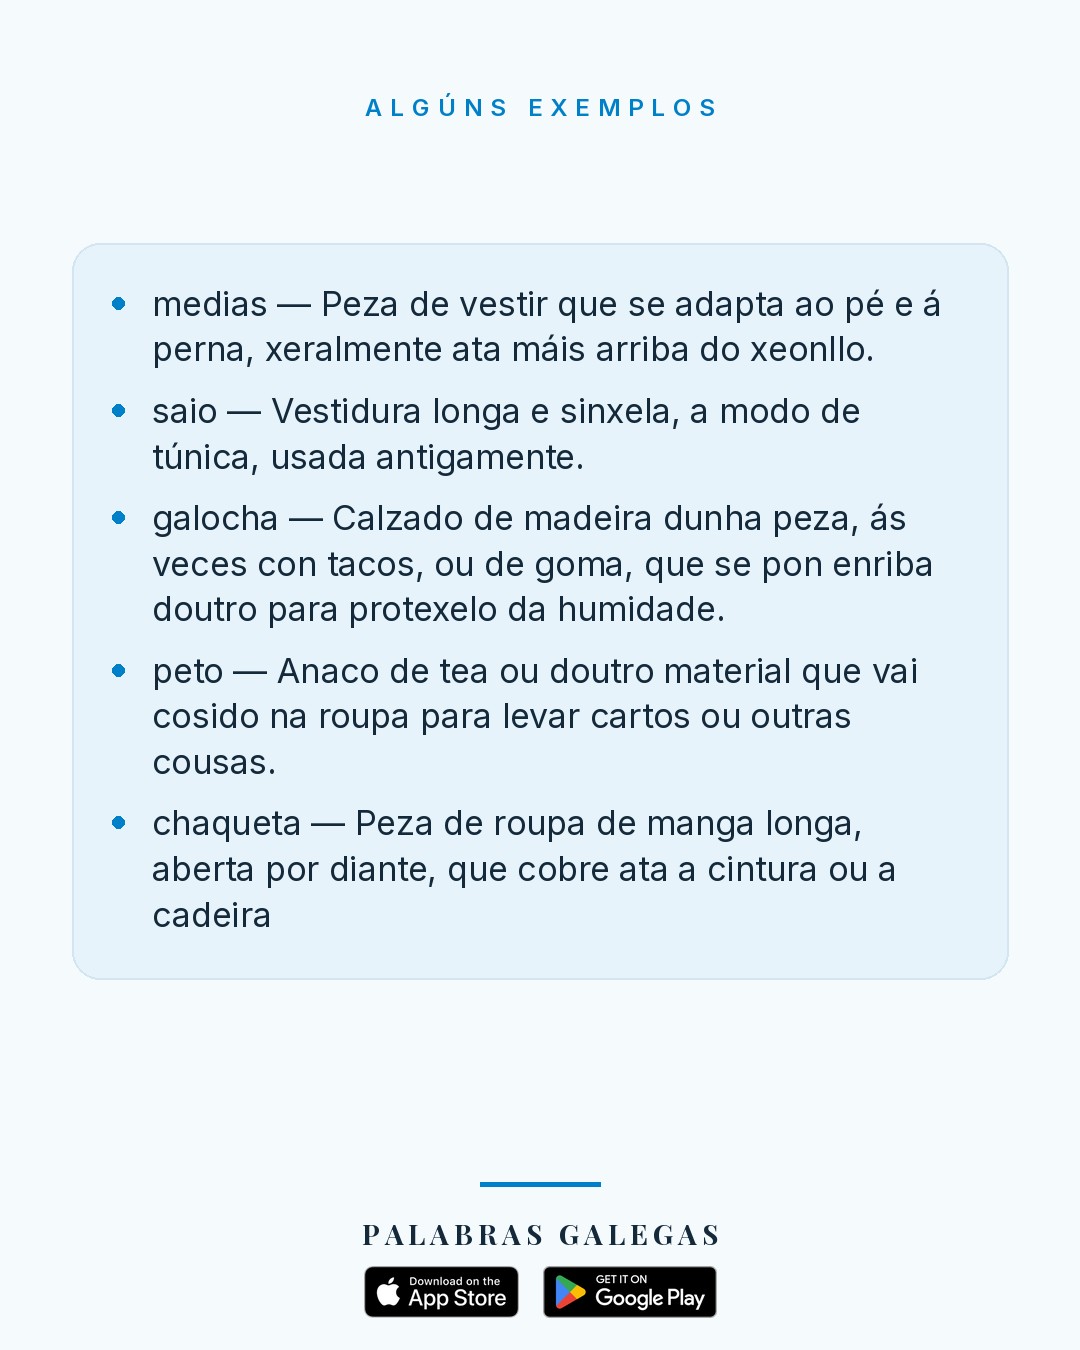 ALGÚNS EXEMPLOS
• medias — Peza de vestir que se adapta ao pé e á
perna, xeralmente ata máis arriba do xeonllo.
• saio — Vestidura longa e sinxela, a modo de
túnica, usada antigamente.
• galocha — Calzado de madeira dunha peza, ás
veces con tacos, ou de goma, que se pon enriba
doutro para protexelo da humidade.
• peto — Anaco de tea ou doutro material que vai
cosido na roupa para levar cartos ou outras
cousas.
• chaqueta — Peza de roupa de manga longa,
aberta por diante, que cobre ata a cintura ou a
cadeira
PALABRAS GALEGAS
Download on the
App Store
GET IT ON
Google Play